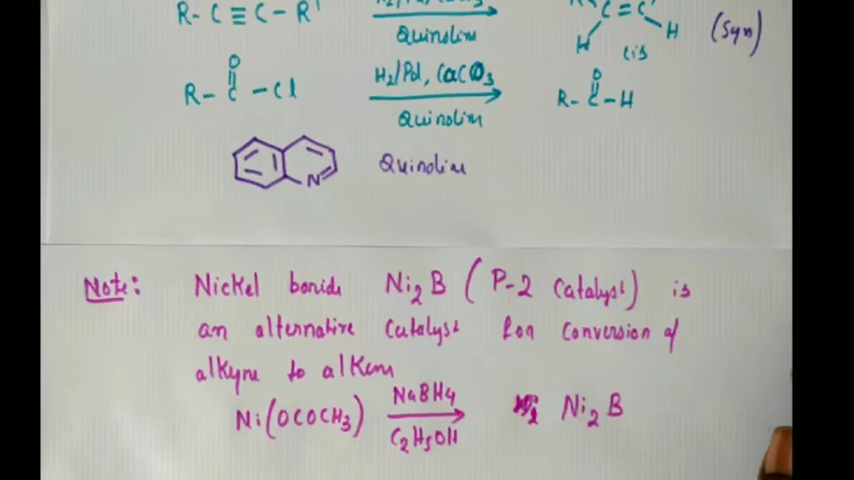 R-C≡C-R'
Quinolin
C=C
H H
cis
(Syn)
O
R-C-Cl
H₂/Pd, CaCO₃
Quinolin
O
R-C-H
N
Quinolin
Note: Nickel boride Ni₂B (P-2 Catalyst) is
an alternative Catalyst for conversion of
alkyne to alkene
Ni(OCOCH₃) NaBH₄ Ni₂B
C₂H₅OH